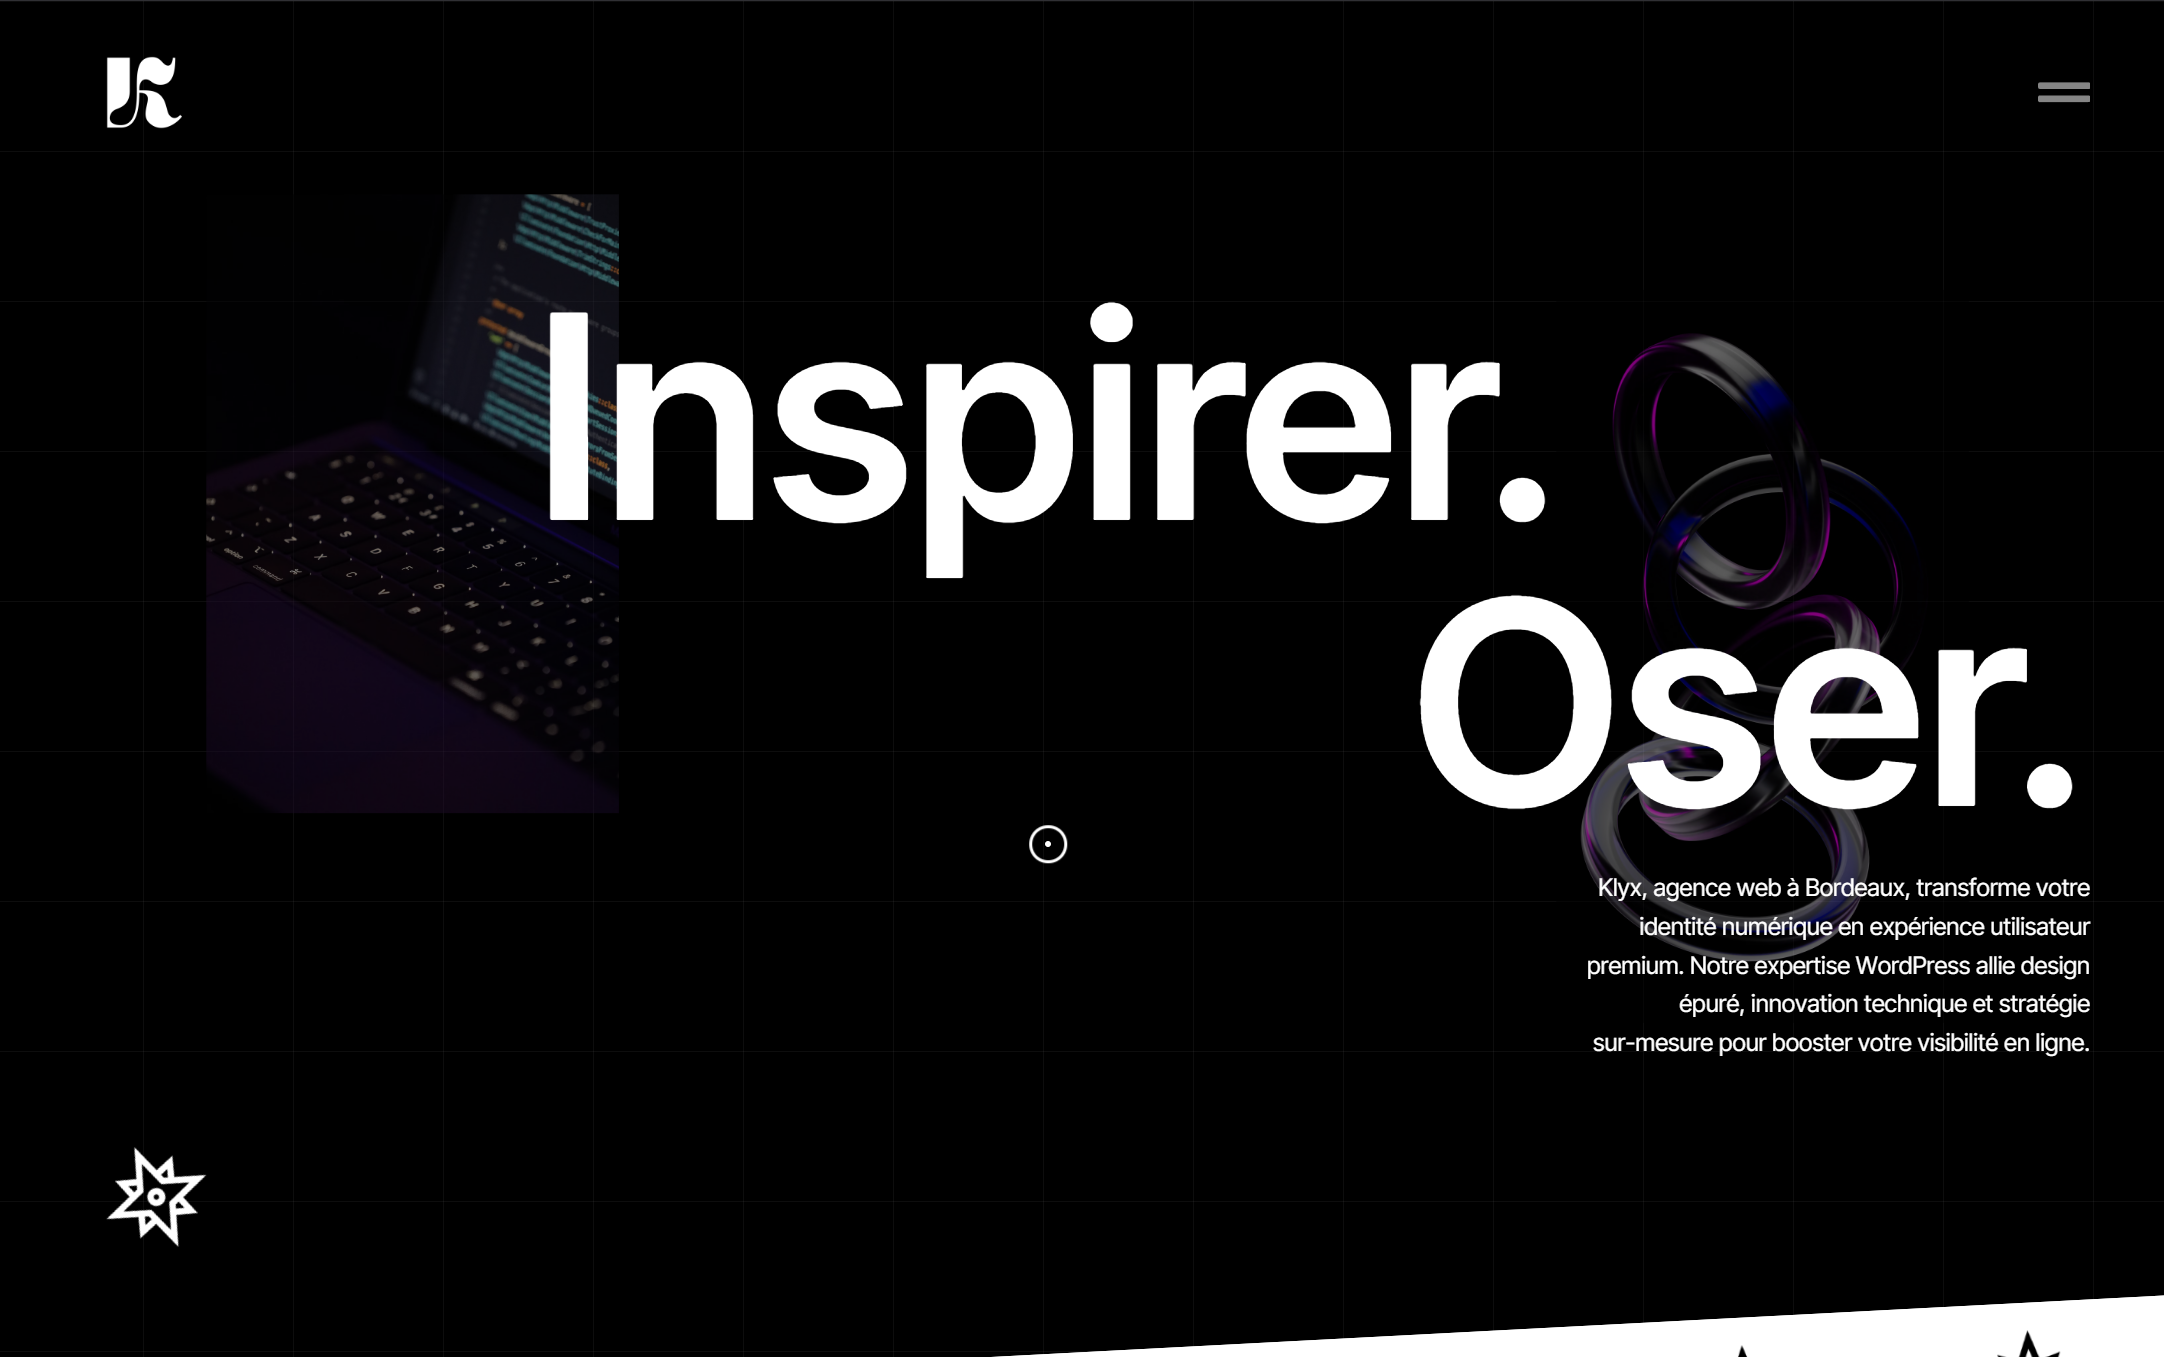 Inspirer.
Oser.
Klyx, agence web à Bordeaux, transforme votre
identité numérique en expérience utilisateur
premium. Notre expertise WordPress allie design
épuré, innovation technique et stratégie
sur-mesure pour booster votre visibilité en ligne.